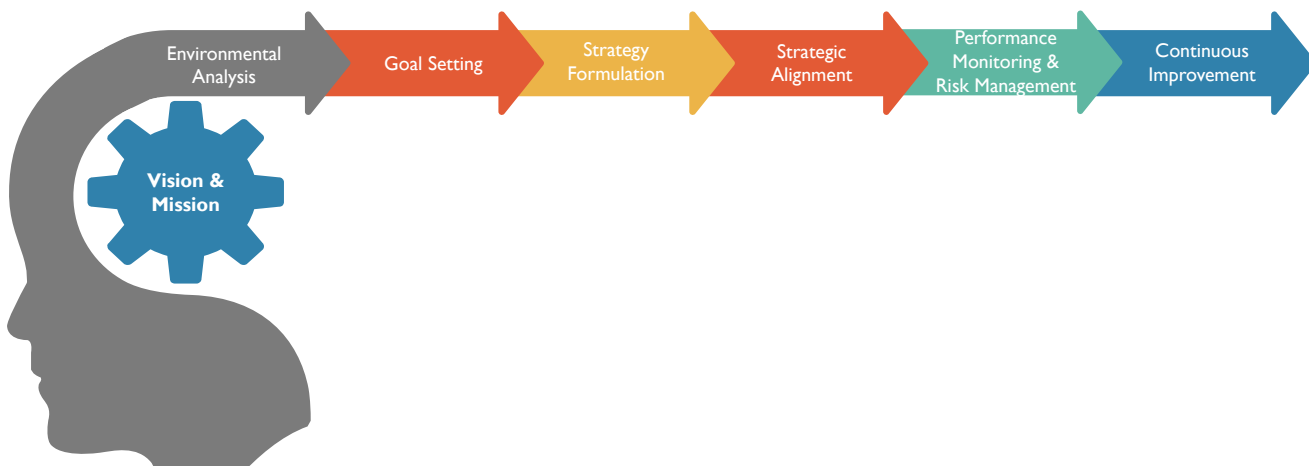 Environmental
Analysis
Goal Setting
Strategy
Formulation
Strategic
Alignment
Performance
Monitoring &
Risk Management
Continuous
Improvement
Vision &
Mission